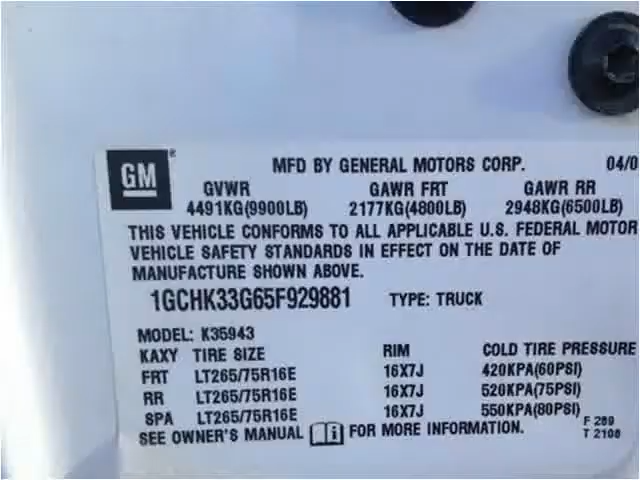 GM®
MFD BY GENERAL MOTORS CORP. 04/0
GVWR GAWR FRT GAWR RR
4491KG(9900LB) 2177KG(4800LB) 2948KG(6500LB)
THIS VEHICLE CONFORMS TO ALL APPLICABLE U.S. FEDERAL MOTOR
VEHICLE SAFETY STANDARDS IN EFFECT ON THE DATE OF
MANUFACTURE SHOWN ABOVE.
1GCHK33G65F929881 TYPE: TRUCK
MODEL: K35943
KAXY TIRE SIZE RIM COLD TIRE PRESSURE
FRT LT265/75R16E 16X7J 420KPA(60PSI)
RR LT265/75R16E 16X7J 520KPA(75PSI)
SPA LT265/75R16E 16X7J 550KPA(80PSI)
SEE OWNER'S MANUAL i FOR MORE INFORMATION.
F 289
T 2108